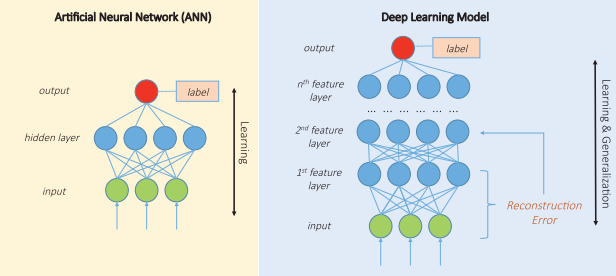 Artificial Neural Network (ANN)
output
label
hidden layer
input
Learning
Deep Learning Model
output
label
nth feature
layer
... ... ... ... ... ...
2nd feature
layer
1st feature
layer
input
Reconstruction
Error
Learning & Generalization